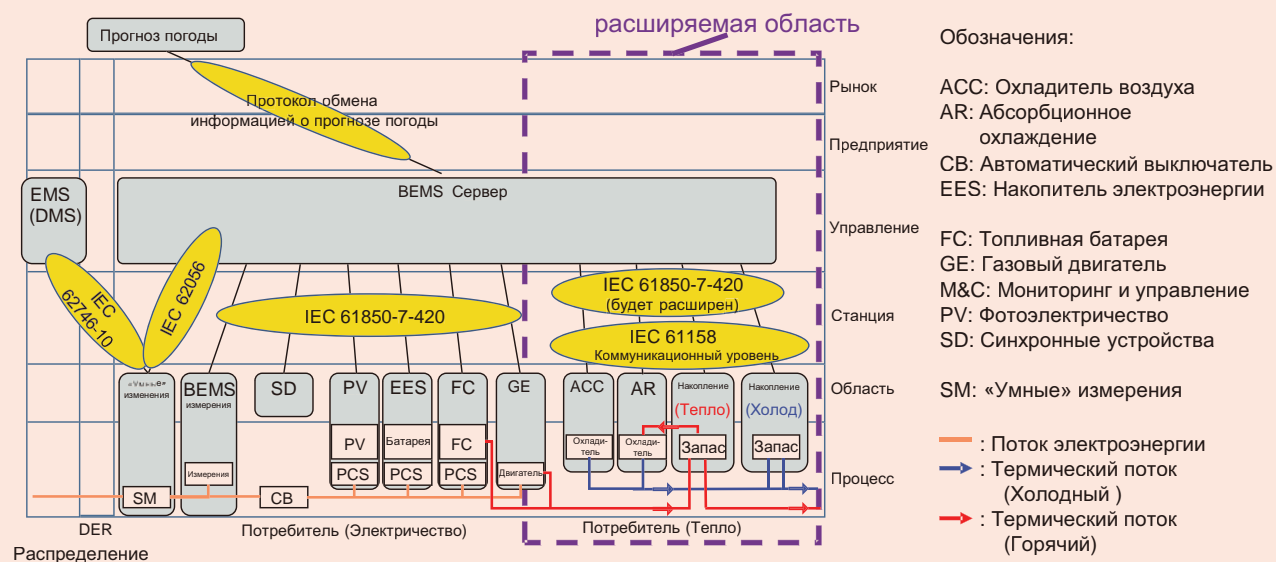 расширяемая область
Прогноз погоды
Протокол обмена
информацией о прогнозе погоды
Рынок
Предприятие
Управление
Станция
Область
Процесс
EMS
(DMS)
BEMS Сервер
IEC
62746-10
IEC 62056
IEC 61850-7-420
IEC 61850-7-420
(будет расширен)
IEC 61158
Коммуникационный уровень
«Умные»
изменения
SM
BEMS
измерения
Измерения
SD
CB
PV
PV
PCS
EES
Батарея
PCS
FC
FC
PCS
GE
Двигатель
ACC
Охлади-
тель
AR
Охлади-
тель
Накопление
(Тепло)
Запас
Накопление
(Холод)
Запас
DER
Распределение
Потребитель (Электричество)
Потребитель (Тепло)
Обозначения:
ACC: Охладитель воздуха
AR: Абсорбционное
охлаждение
CB: Автоматический выключатель
EES: Накопитель электроэнергии
FC: Топливная батарея
GE: Газовый двигатель
M&C: Мониторинг и управление
PV: Фотоэлектричество
SD: Синхронные устройства
SM: «Умные» измерения
: Поток электроэнергии
: Термический поток
(Холодный )
: Термический поток
(Горячий)